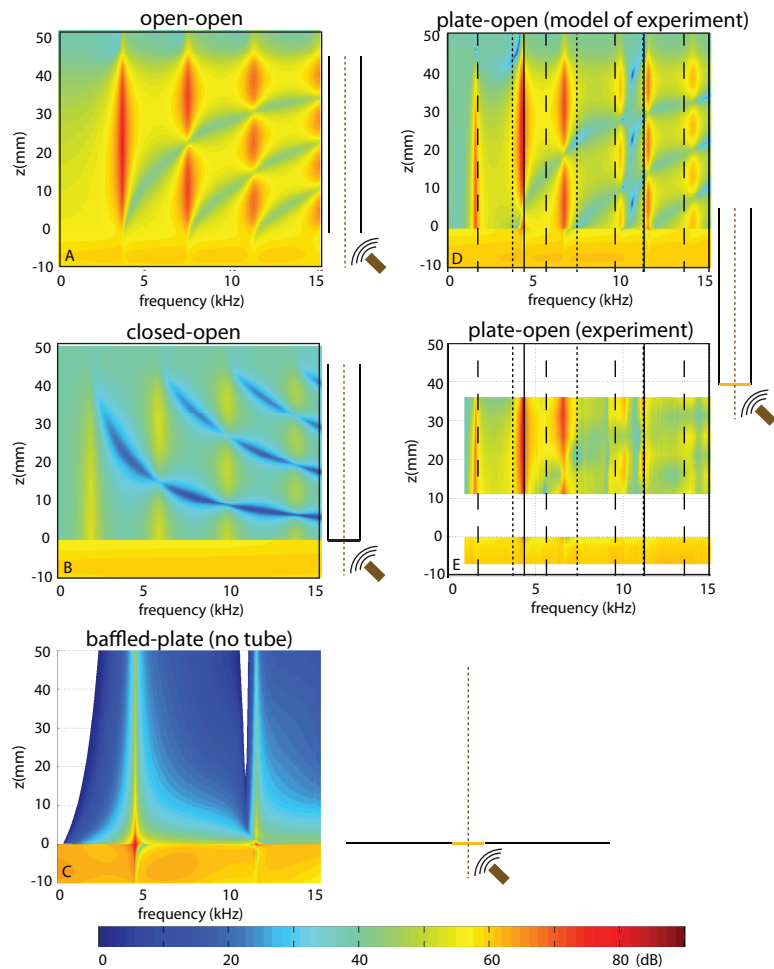 open-open
z(mm)
50
40
30
20
10
0
-10
A
0
5
10
15
frequency (kHz)
plate-open (model of experiment)
z(mm)
50
40
30
20
10
0
-10
D
0
5
10
15
frequency (kHz)
closed-open
z(mm)
50
40
30
20
10
0
-10
B
0
5
10
15
frequency (kHz)
plate-open (experiment)
z(mm)
50
40
30
20
10
0
-10
E
0
5
10
15
frequency (kHz)
baffled-plate (no tube)
z(mm)
50
40
30
20
10
0
-10
C
0
5
10
15
frequency (kHz)
0
20
40
60
80
(dB)